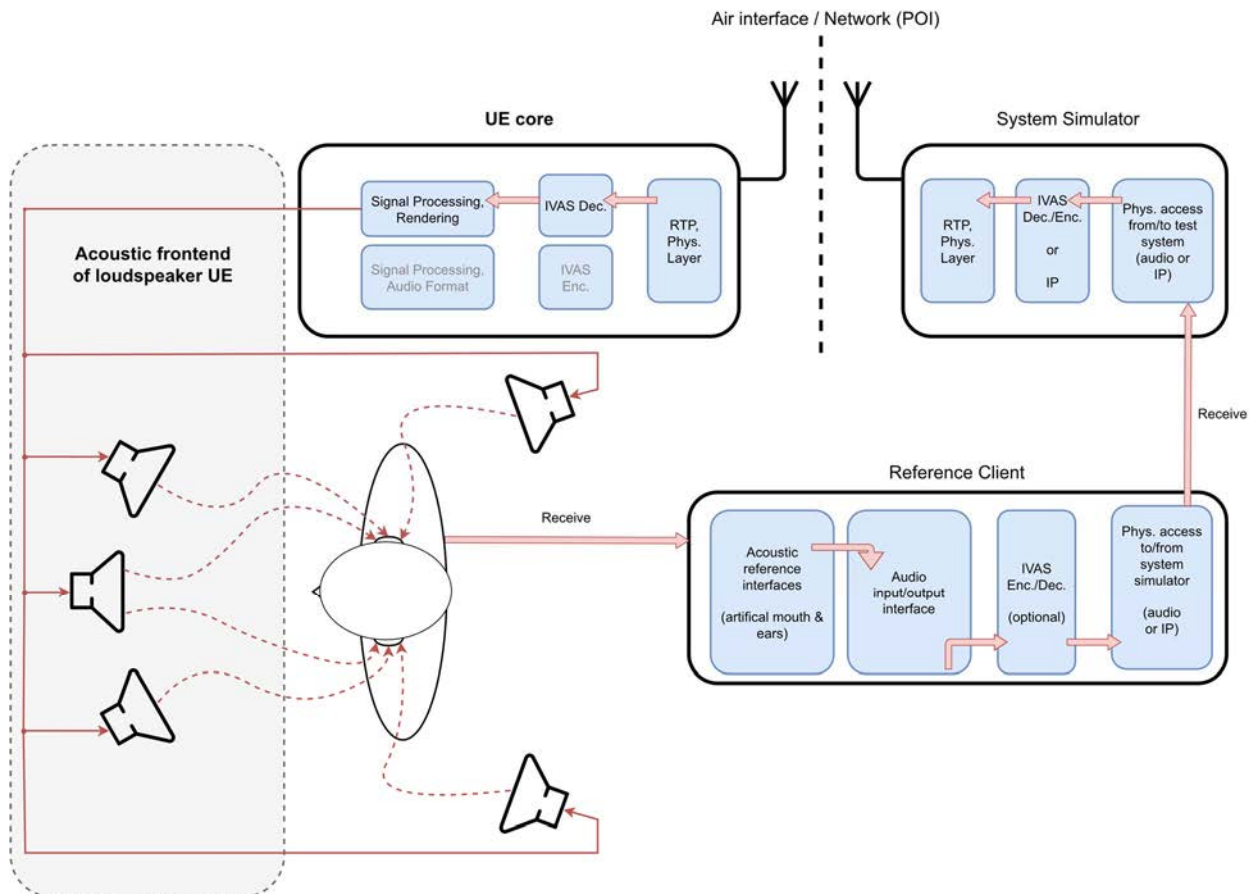 Air interface / Network (POI)
UE core
System Simulator
Signal Processing,
Rendering
IVAS Dec.
RTP,
Phys.
Layer
Signal Processing,
Audio Format
IVAS
Enc.
RTP,
Phys.
Layer
IVAS
Dec./Enc.
or
IP
Phys. access
from/to test
system
(audio or
IP)
Acoustic frontend
of loudspeaker UE
Receive
Receive
Reference Client
Acoustic
reference
interfaces
(artifical mouth &
ears)
Audio
input/output
interface
IVAS
Enc./Dec.
(optional)
Phys. access
to/from
system
simulator
(audio
or IP)